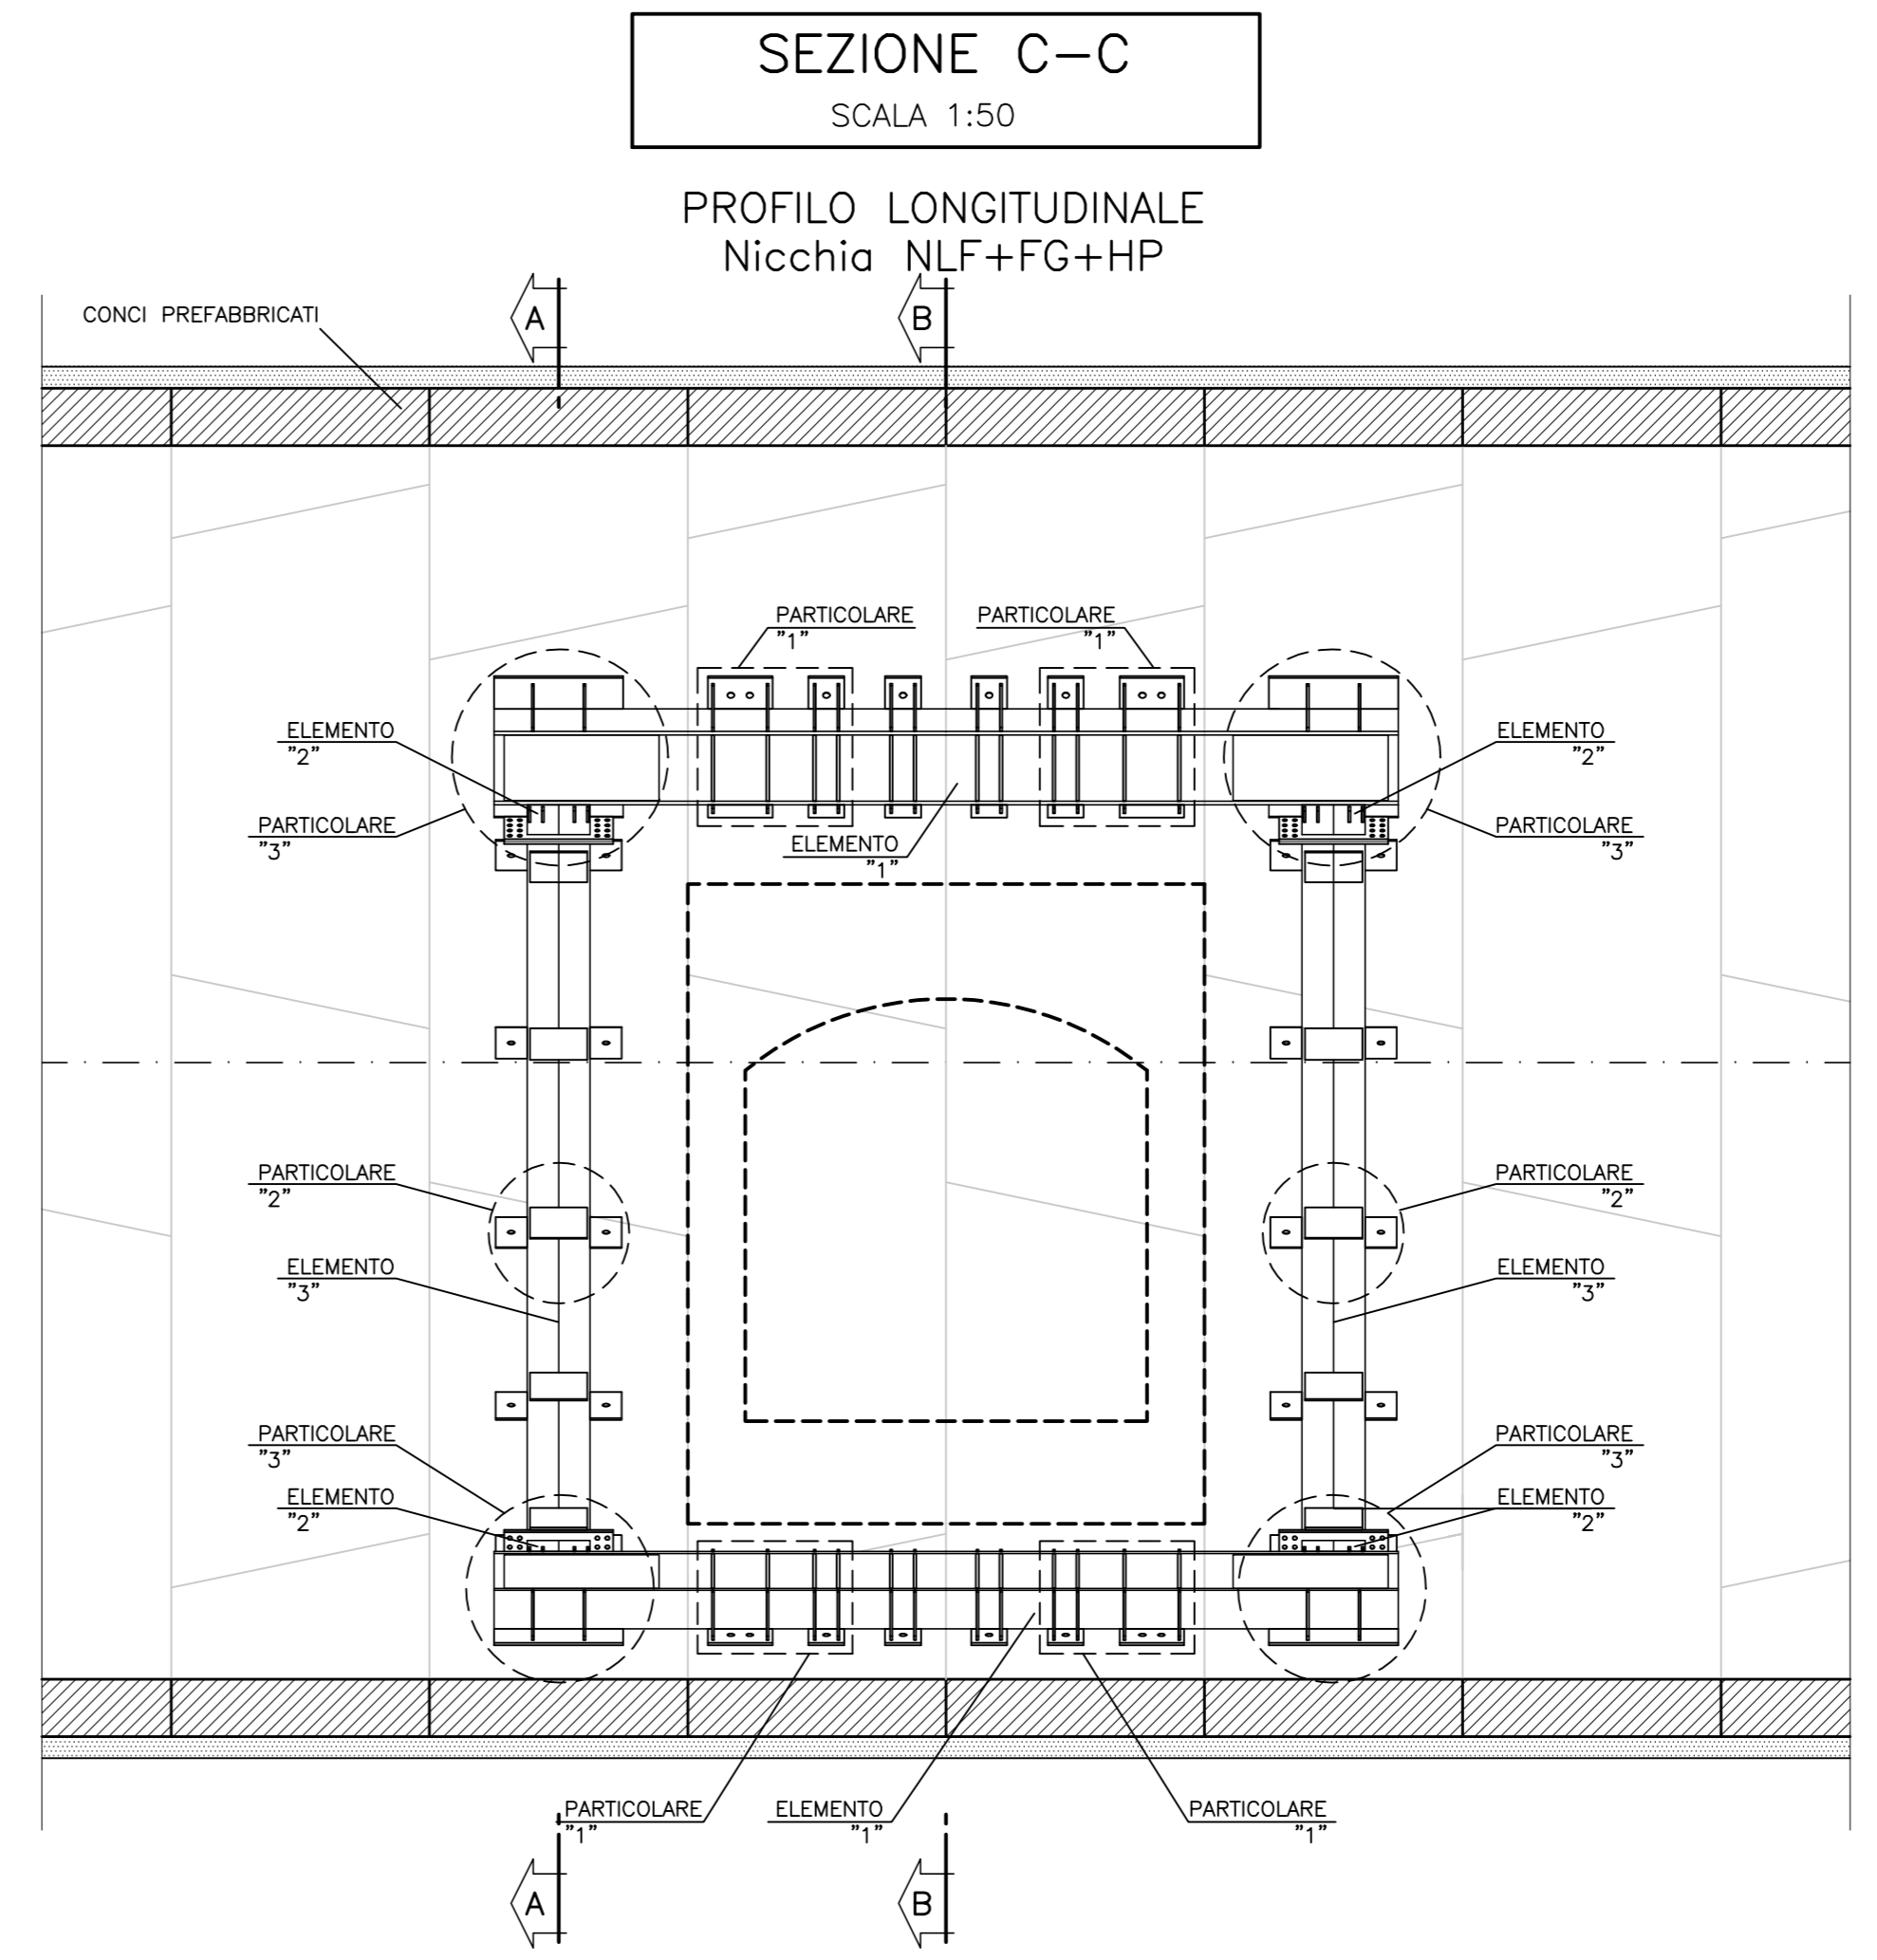 SEZIONE C-C
SCALA 1:50
PROFILO LONGITUDINALE
Nicchia NLF+FG+HP
A
B
CONCI PREFABBRICATI
PARTICOLARE
"1"
PARTICOLARE
"1"
ELEMENTO
"2"
ELEMENTO
"2"
PARTICOLARE
"3"
PARTICOLARE
"3"
ELEMENTO
"1"
PARTICOLARE
"2"
PARTICOLARE
"2"
ELEMENTO
"3"
ELEMENTO
"3"
PARTICOLARE
"3"
PARTICOLARE
"3"
ELEMENTO
"2"
ELEMENTO
"2"
PARTICOLARE
"1"
ELEMENTO
"1"
PARTICOLARE
"1"
A
B